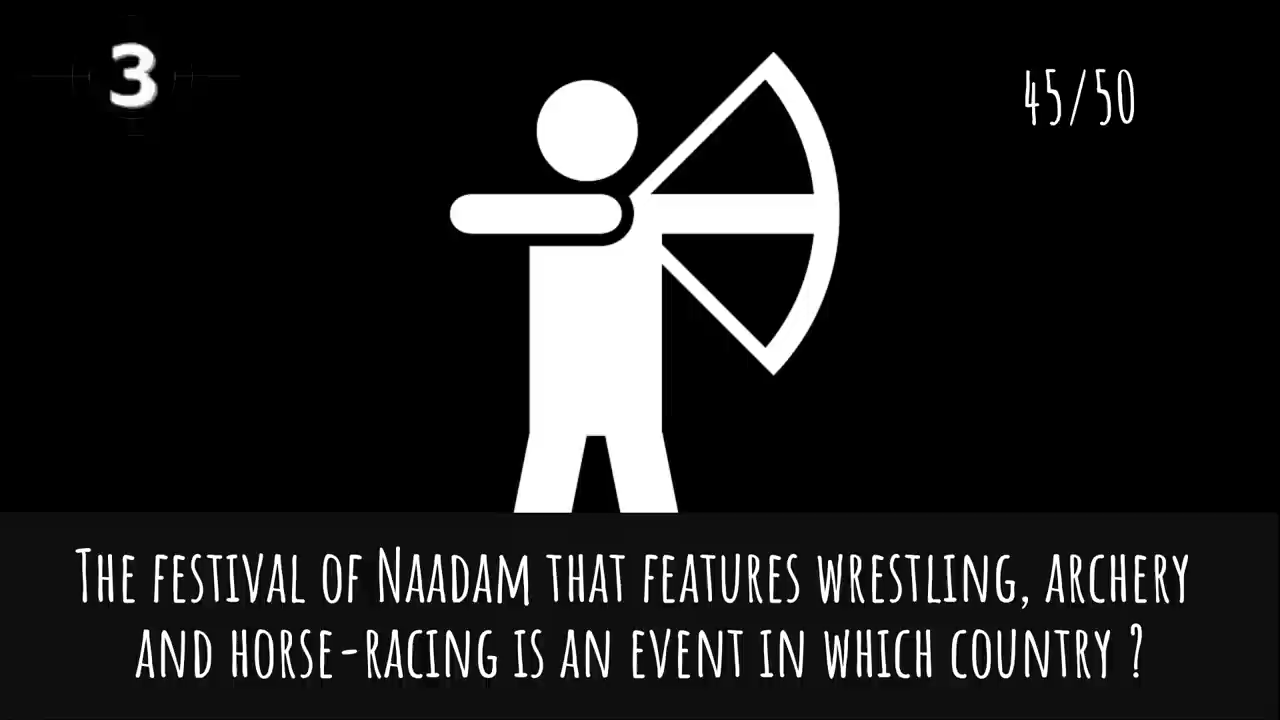 3
45/50
The festival of Naadam that features wrestling, archery
and horse-racing is an event in which country ?